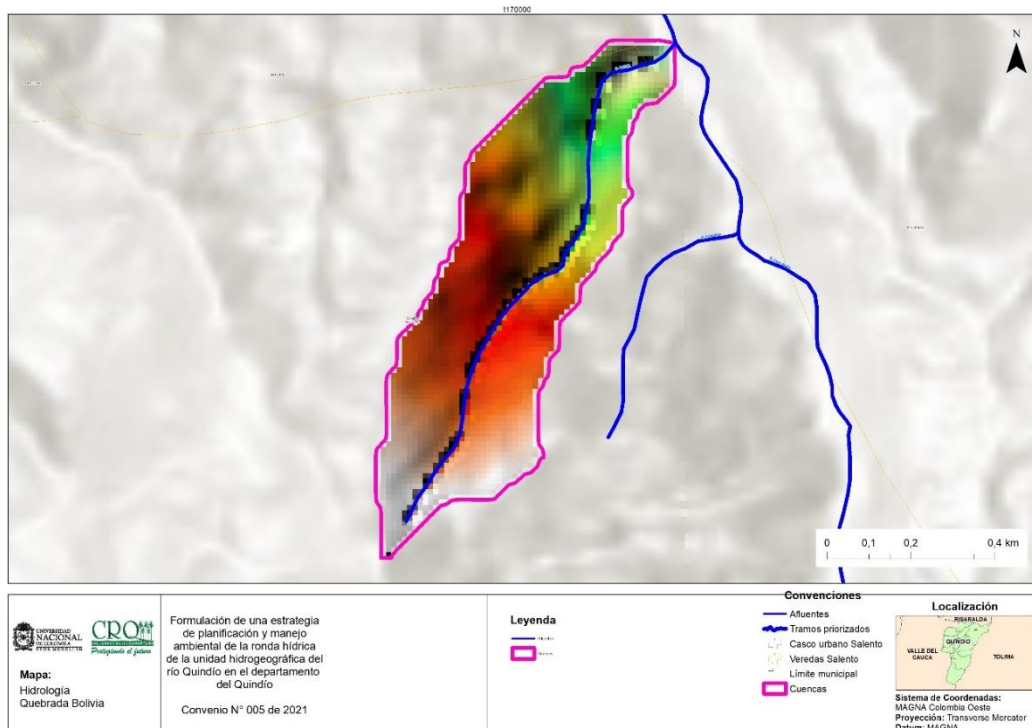 1170000
N
0
0,1
0,2
0,4 km
UNIVERSIDAD
NACIONAL
DE COLOMBIA
CRQ
Protegiendo el futuro
Mapa:
Hidrología
Quebrada Bolivia
Formulación de una estrategia
de planificación y manejo
ambiental de la ronda hídrica
de la unidad hidrogeográfica del
río Quindío en el departamento
del Quindío
Convenio N° 005 de 2021
Leyenda
Convenciones
Afluentes
Tramos priorizados
Casco urbano Salento
Veredas Salento
Límite municipal
Cuencas
Localización
RISARALDA
QUINDIO
VALLE DEL
CAUCA
TOLIMA
Sistema de Coordenadas:
MAGNA Colombia Oeste
Proyección: Transverse Mercator
Datum: MAGNA